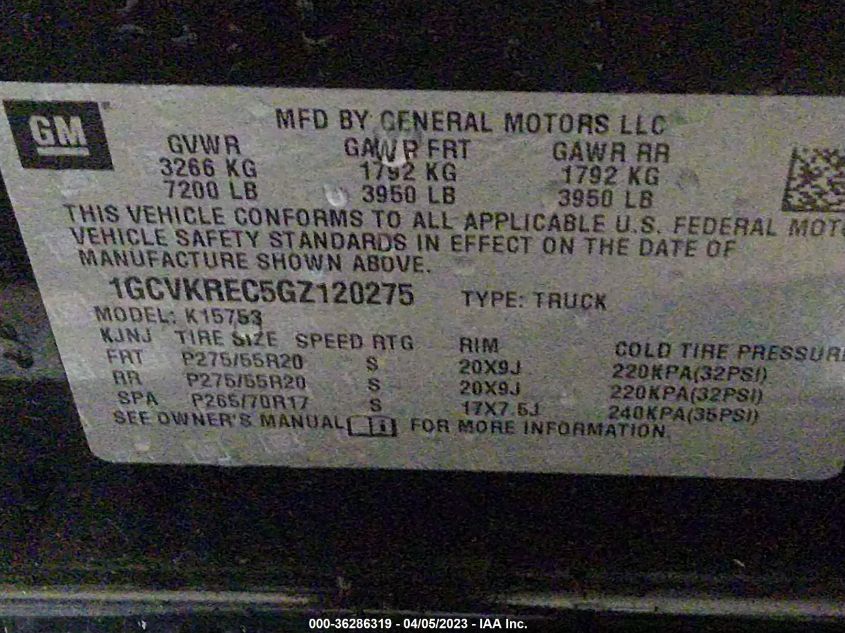 GM
MFD BY GENERAL MOTORS LLC
GVWR GAWR FRT GAWR RR
3266 KG 1792 KG 1792 KG
7200 LB 3950 LB 3950 LB
THIS VEHICLE CONFORMS TO ALL APPLICABLE U.S. FEDERAL MOT
VEHICLE SAFETY STANDARDS IN EFFECT ON THE DATE OF
MANUFACTURE SHOWN ABOVE.
1GCVKREC5GZ120275 TYPE: TRUCK
MODEL: K15753
KJNJ TIRE SIZE SPEED RTG RIM COLD TIRE PRESSURE
FRT P275/55R20 S 20X9J 220KPA(32PSI)
RR P275/55R20 S 20X9J 220KPA(32PSI)
SPA P265/70R17 S 17X7.5J 240KPA(35PSI)
SEE OWNER'S MANUAL FOR MORE INFORMATION.
000-36286319 - 04/05/2023 - IAA Inc.